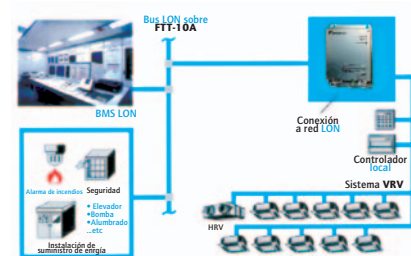 Bus LON sobre
FTT-10A
BMS LON
Conexión
a red LON
Controlador
local
Alarma de incendios
Seguridad
• Elevador
•Bomba
•Alumbrado
...etc
Instalación de
suministro de enrgía
Sistema VRV
HRV